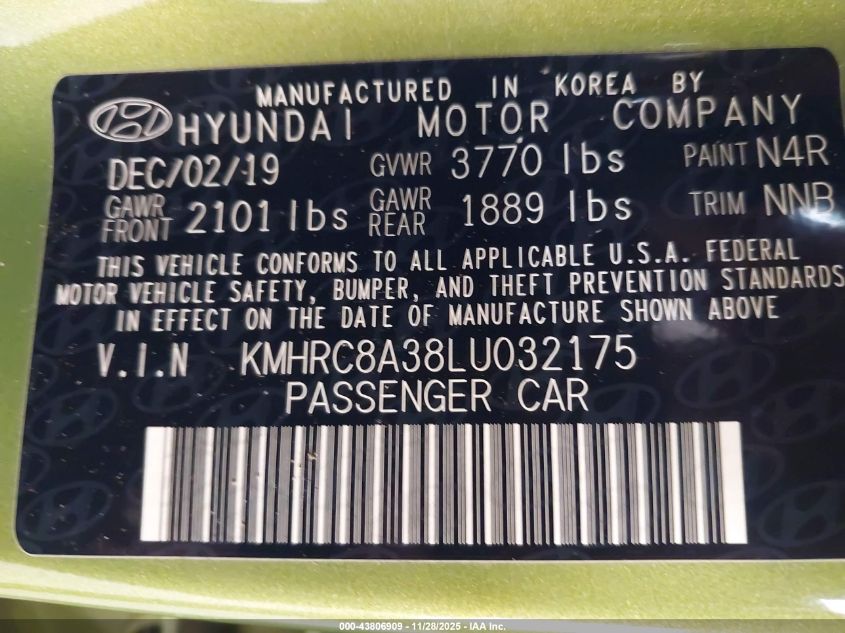 MANUFACTURED IN KOREA BY
HYUNDAI MOTOR COMPANY
DEC/02/19 GVWR 3770 lbs PAINT N4R
GAWR FRONT 2101 lbs GAWR REAR 1889 lbs TRIM NNB
THIS VEHICLE CONFORMS TO ALL APPLICABLE U.S.A. FEDERAL
MOTOR VEHICLE SAFETY, BUMPER, AND THEFT PREVENTION STANDARDS
IN EFFECT ON THE DATE OF MANUFACTURE SHOWN ABOVE
V.I.N KMHRC8A38LU032175
PASSENGER CAR
000-43806909 - 11/28/2025 - IAA Inc.